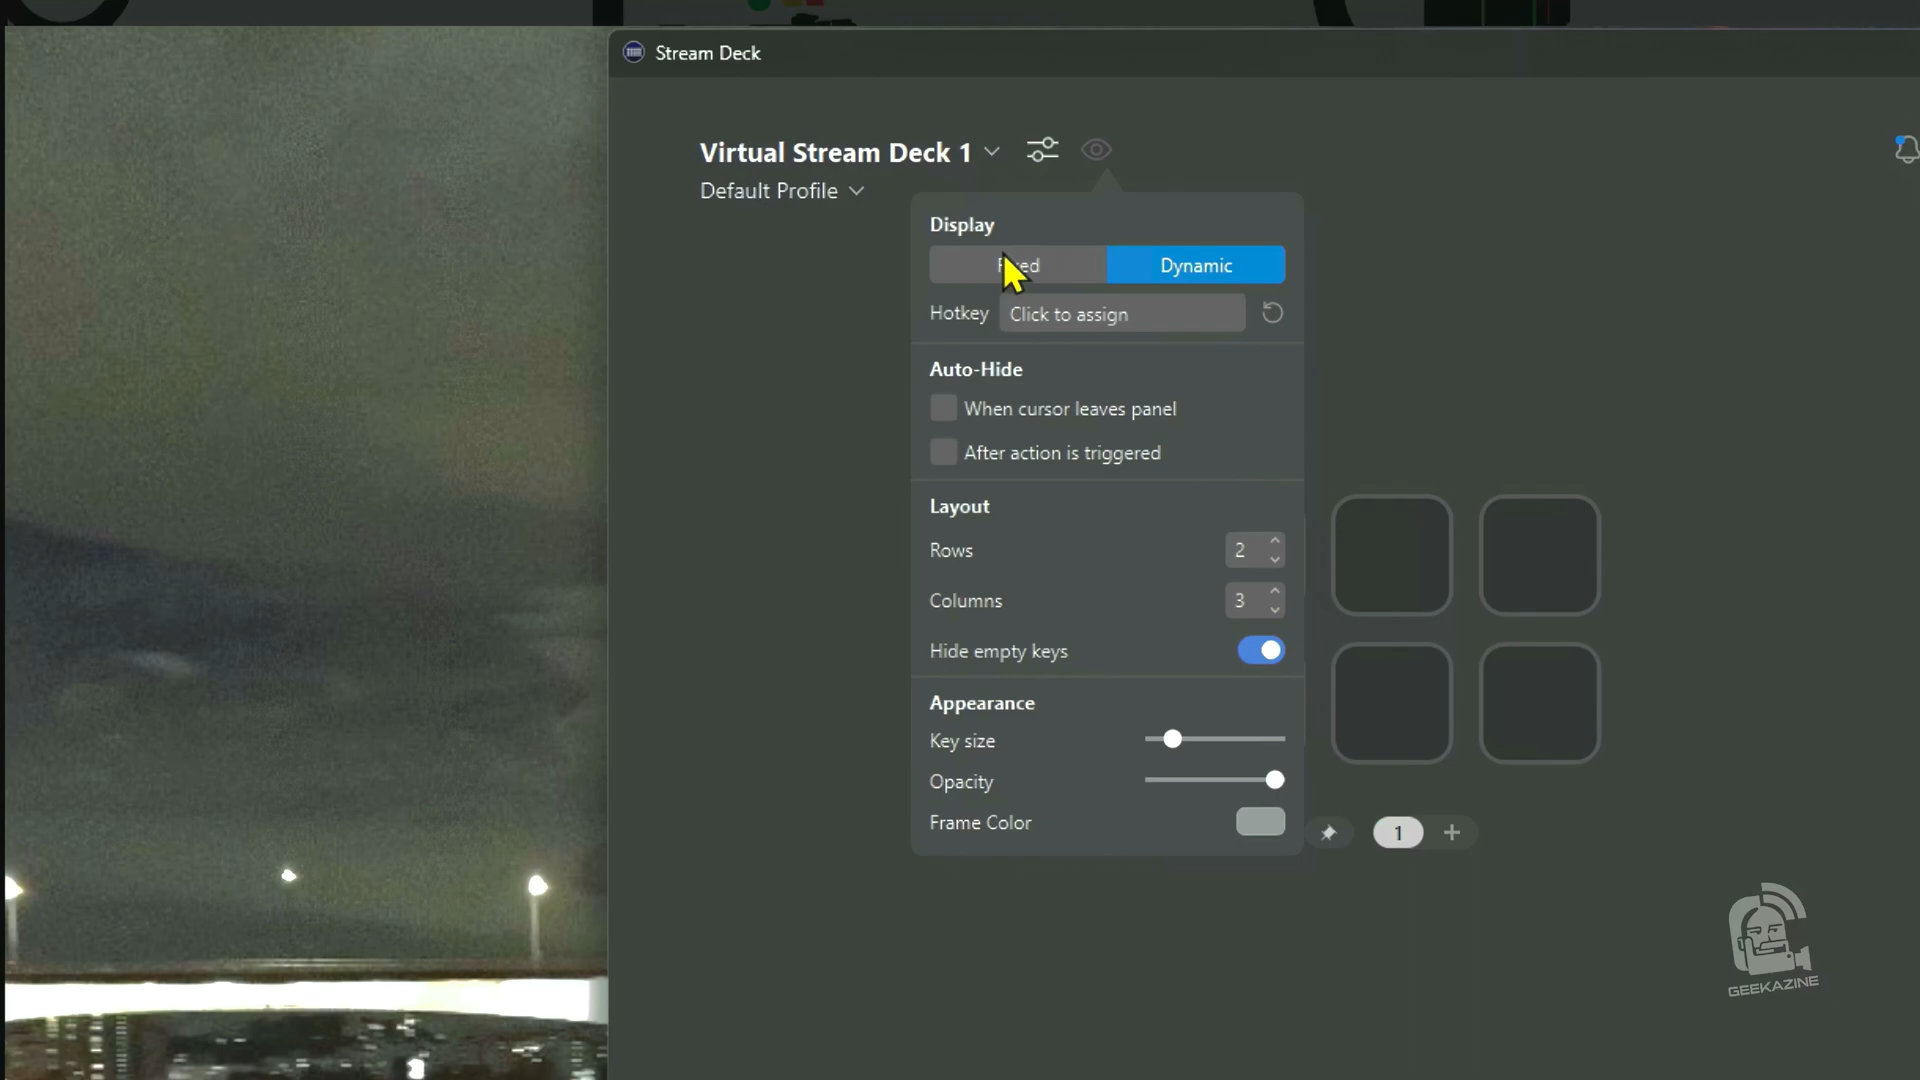 Stream Deck
Virtual Stream Deck 1
Default Profile
Display
Dynamic
Hotkey Click to assign
Auto-Hide
When cursor leaves panel
After action is triggered
Layout
Rows 2
Columns 3
Hide empty keys
Appearance
Key size
Opacity
Frame Color
1
GEEKAZINE